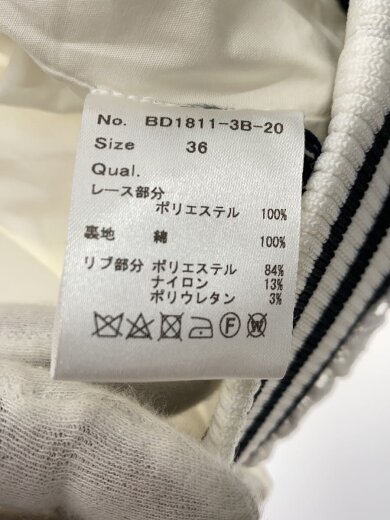 No. BD1811-3B-20
Size 36
Qual.
レース部分
ポリエステル 100%
裏地 綿 100%
リブ部分 ポリエステル 84%
ナイロン 13%
ポリウレタン 3%
F W